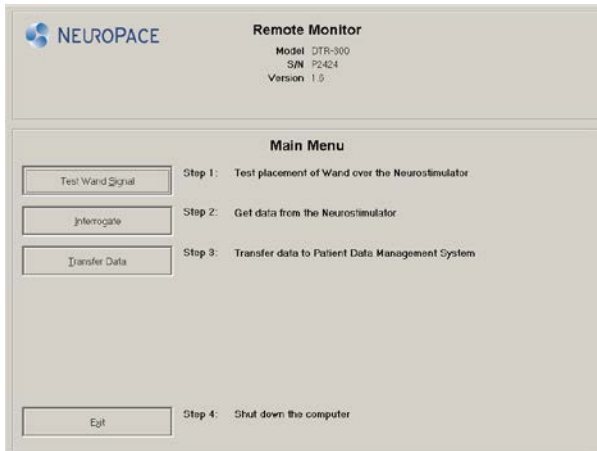 NEUROPACE
Remote Monitor
Model DTR-300
S/N P2424
Version 1.6
Main Menu
Test Wand Signal Step 1: Test placement of Wand over the Neurostimulator
Interrogate Step 2: Get data from the Neurostimulator
Transfer Data Step 3: Transfer data to Patient Data Management System
Exit Step 4: Shut down the computer